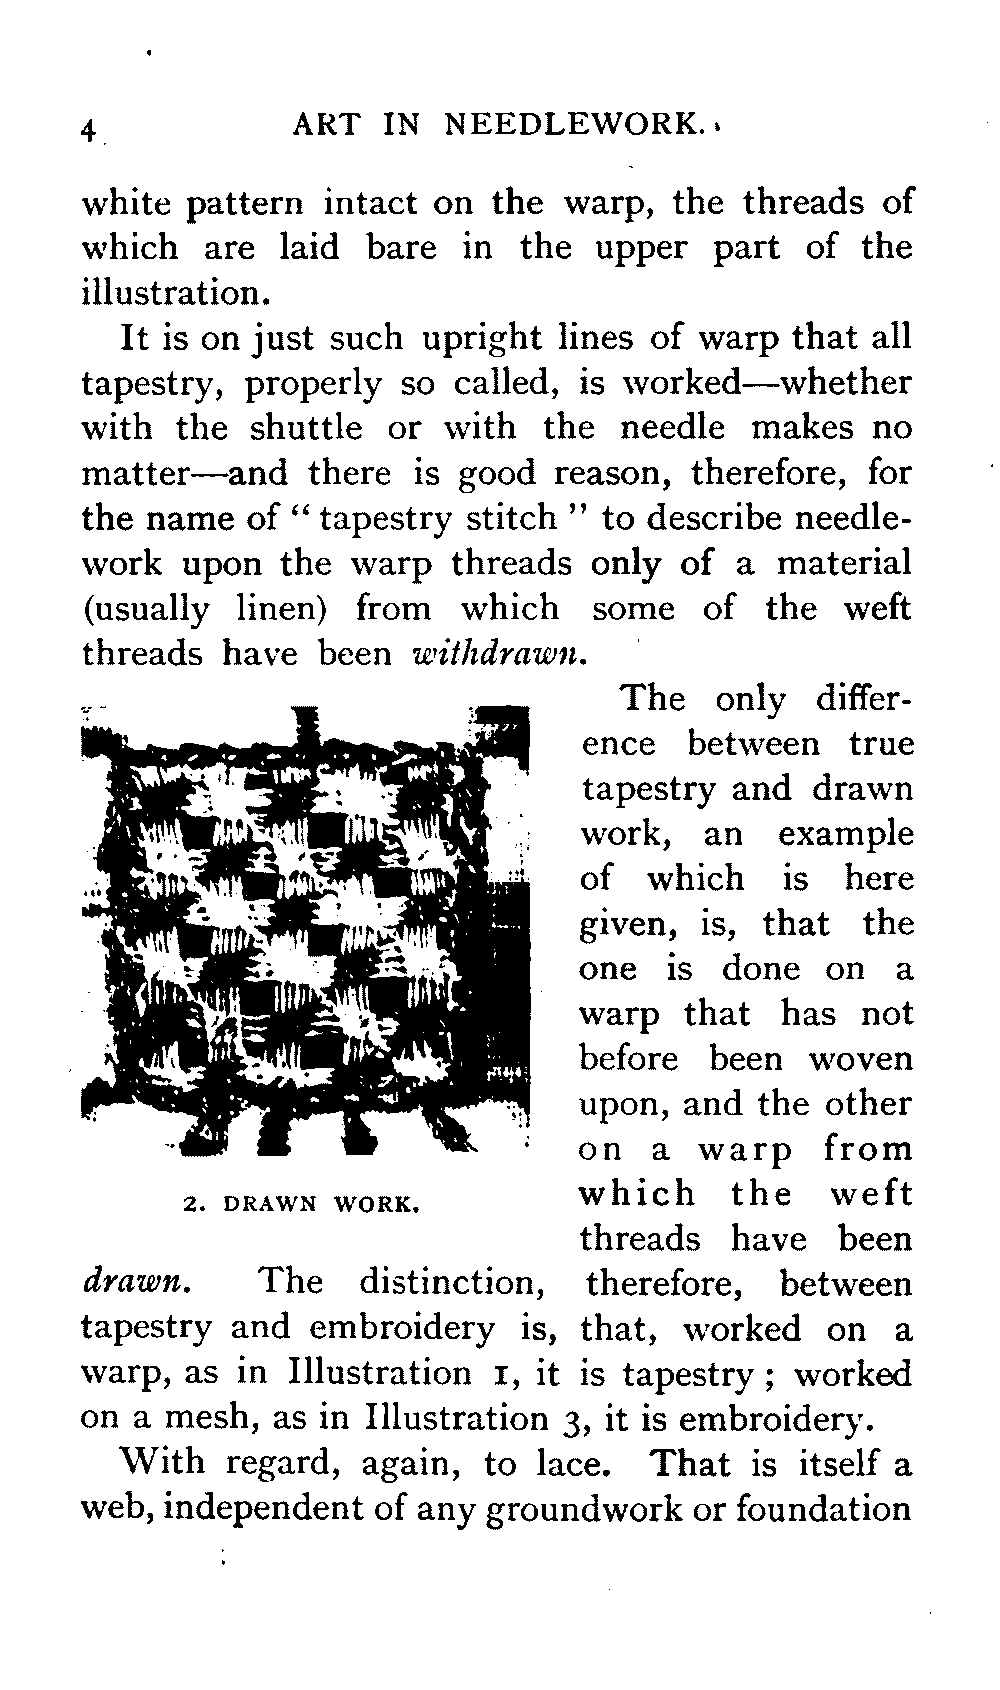 4 ART IN NEEDLEWORK.
white pattern intact on the warp, the threads of
which are laid bare in the upper part of the
illustration.
It is on just such upright lines of warp that all
tapestry, properly so called, is worked—whether
with the shuttle or with the needle makes no
matter—and there is good reason, therefore, for
the name of “ tapestry stitch ” to describe needle-
work upon the warp threads only of a material
(usually linen) from which some of the weft
threads have been withdrawn.
The only differ-
ence between true
tapestry and drawn
work, an example
of which is here
given, is, that the
one is done on a
warp that has not
before been woven
upon, and the other
on a warp from
which the weft
threads have been
2. DRAWN WORK.
drawn. The distinction, therefore, between
tapestry and embroidery is, that, worked on a
warp, as in Illustration 1, it is tapestry ; worked
on a mesh, as in Illustration 3, it is embroidery.
With regard, again, to lace. That is itself a
web, independent of any groundwork or foundation